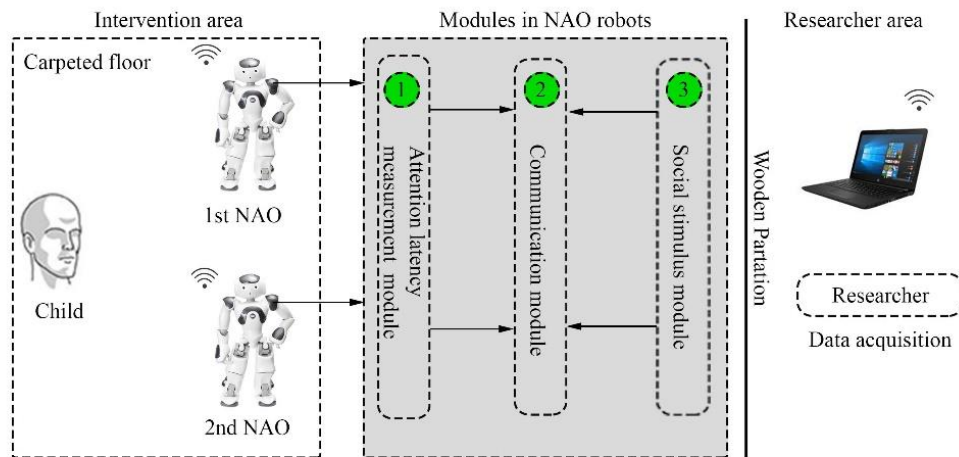 Intervention area
Modules in NAO robots
Researcher area
Carpeted floor
1st NAO
Child
2nd NAO
1
Attention latency
measurement module
2
Communication module
3
Social stimulus module
Wooden Partation
Researcher
Data acquisition